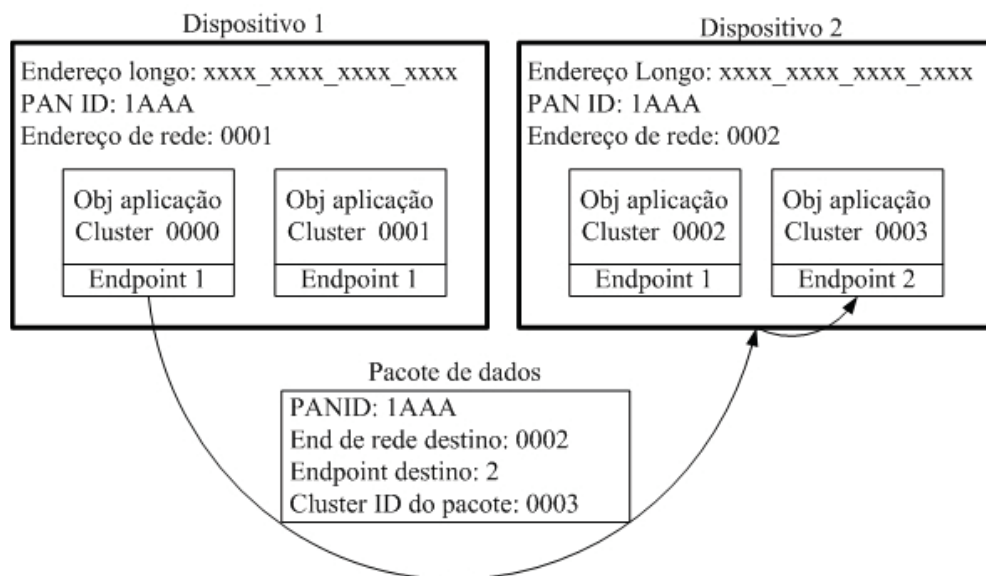 Dispositivo 1
Endereço longo: xxxx_xxxx_xxxx_xxxx
PAN ID: 1AAA
Endereço de rede: 0001
Obj aplicação
Cluster 0000
Endpoint 1
Obj aplicação
Cluster 0001
Endpoint 1
Dispositivo 2
Endereço Longo: xxxx_xxxx_xxxx_xxxx
PAN ID: 1AAA
Endereço de rede: 0002
Obj aplicação
Cluster 0002
Endpoint 1
Obj aplicação
Cluster 0003
Endpoint 2
Pacote de dados
PANID: 1AAA
End de rede destino: 0002
Endpoint destino: 2
Cluster ID do pacote: 0003